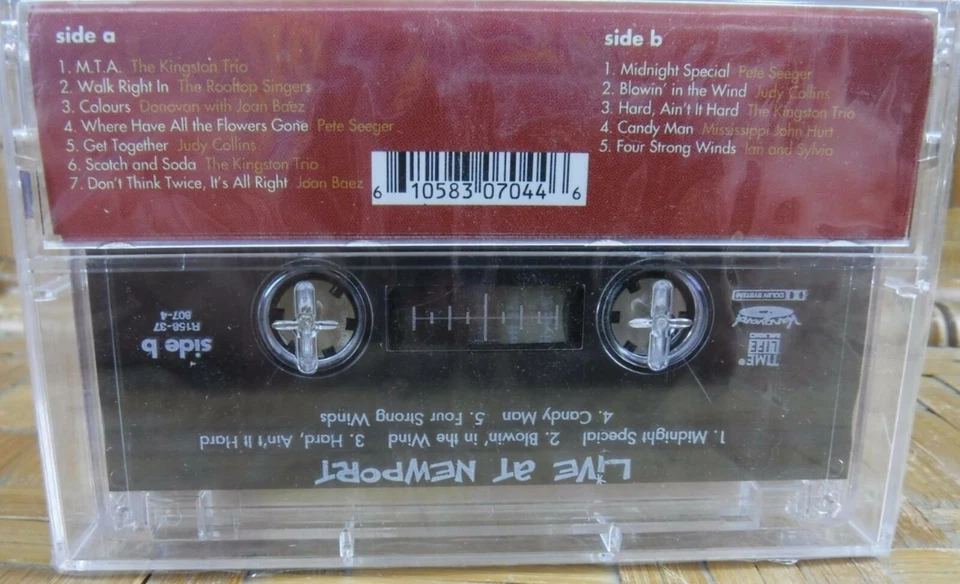 side a
1. M.T.A. The Kingston Trio
2. Walk Right In The Rooftop Singers
3. Colours Donovan with Joan Baez
4. Where Have All the Flowers Gone Pete Seeger
5. Get Together Judy Collins
6. Scotch and Soda The Kingston Trio
7. Don't Think Twice, It's All Right Joan Baez
side b
1. Midnight Special Pete Seeger
2. Blowin' in the Wind Judy Collins
3. Hard, Ain't It Hard The Kingston Trio
4. Candy Man Mississippi John Hurt
5. Four Strong Winds Ian and Sylvia
6 10583 07044 6
LIVE AT NEWPORT
1. Midnight Special 2. Blowin' in the Wind 3. Hard, Ain't It Hard
4. Candy Man 5. Four Strong Winds
TIME
LIFE
MUSIC
Vanguard
DOLBY SYSTEM
side b
R158-37
807-4